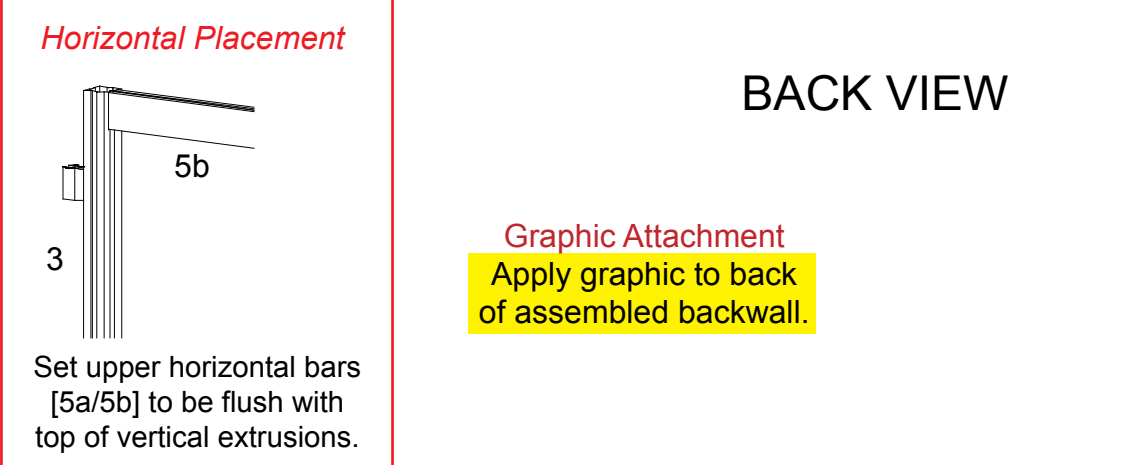 Horizontal Placement
5b
3
Set upper horizontal bars
[5a/5b] to be flush with
top of vertical extrusions.
BACK VIEW
Graphic Attachment
Apply graphic to back
of assembled backwall.